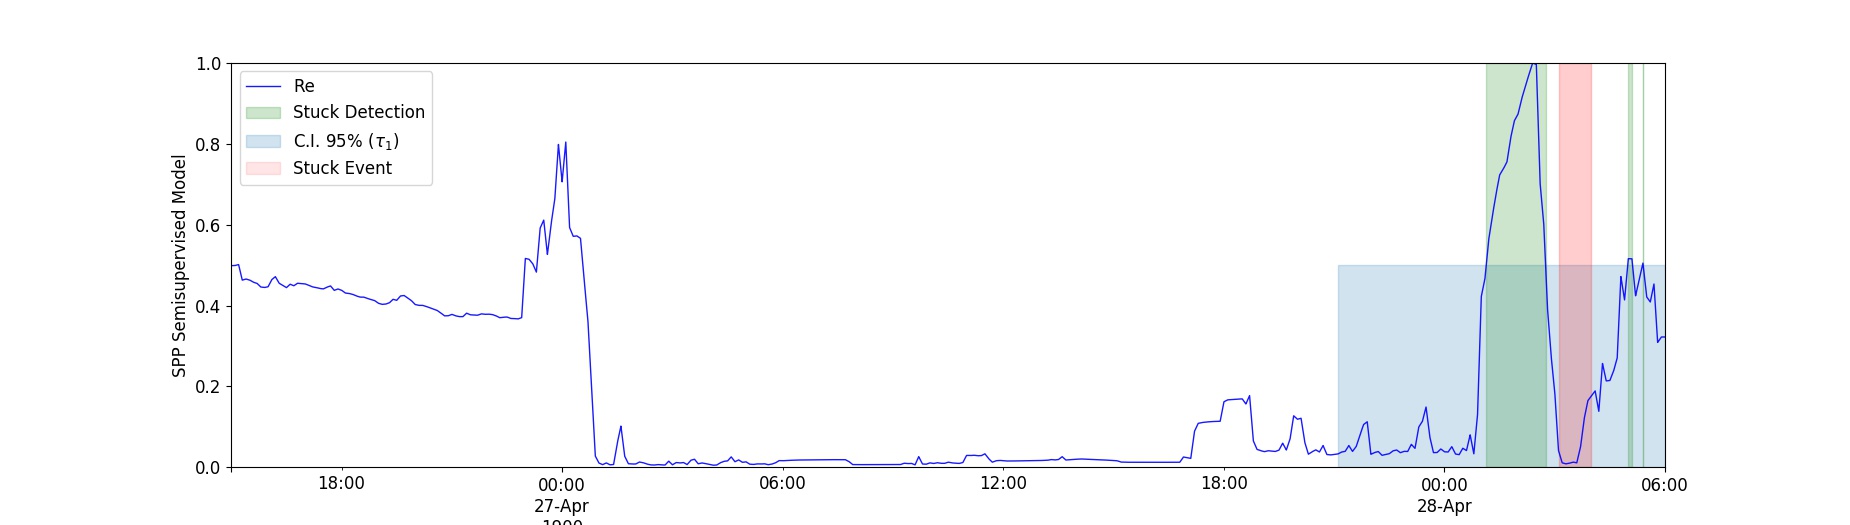 SPP Semisupervised Model
1.0
0.8
0.6
0.4
0.2
0.0
Re
Stuck Detection
C.I. 95% (τ₁)
Stuck Event
18:00
00:00
27-Apr
1900
06:00
12:00
18:00
00:00
28-Apr
06:00